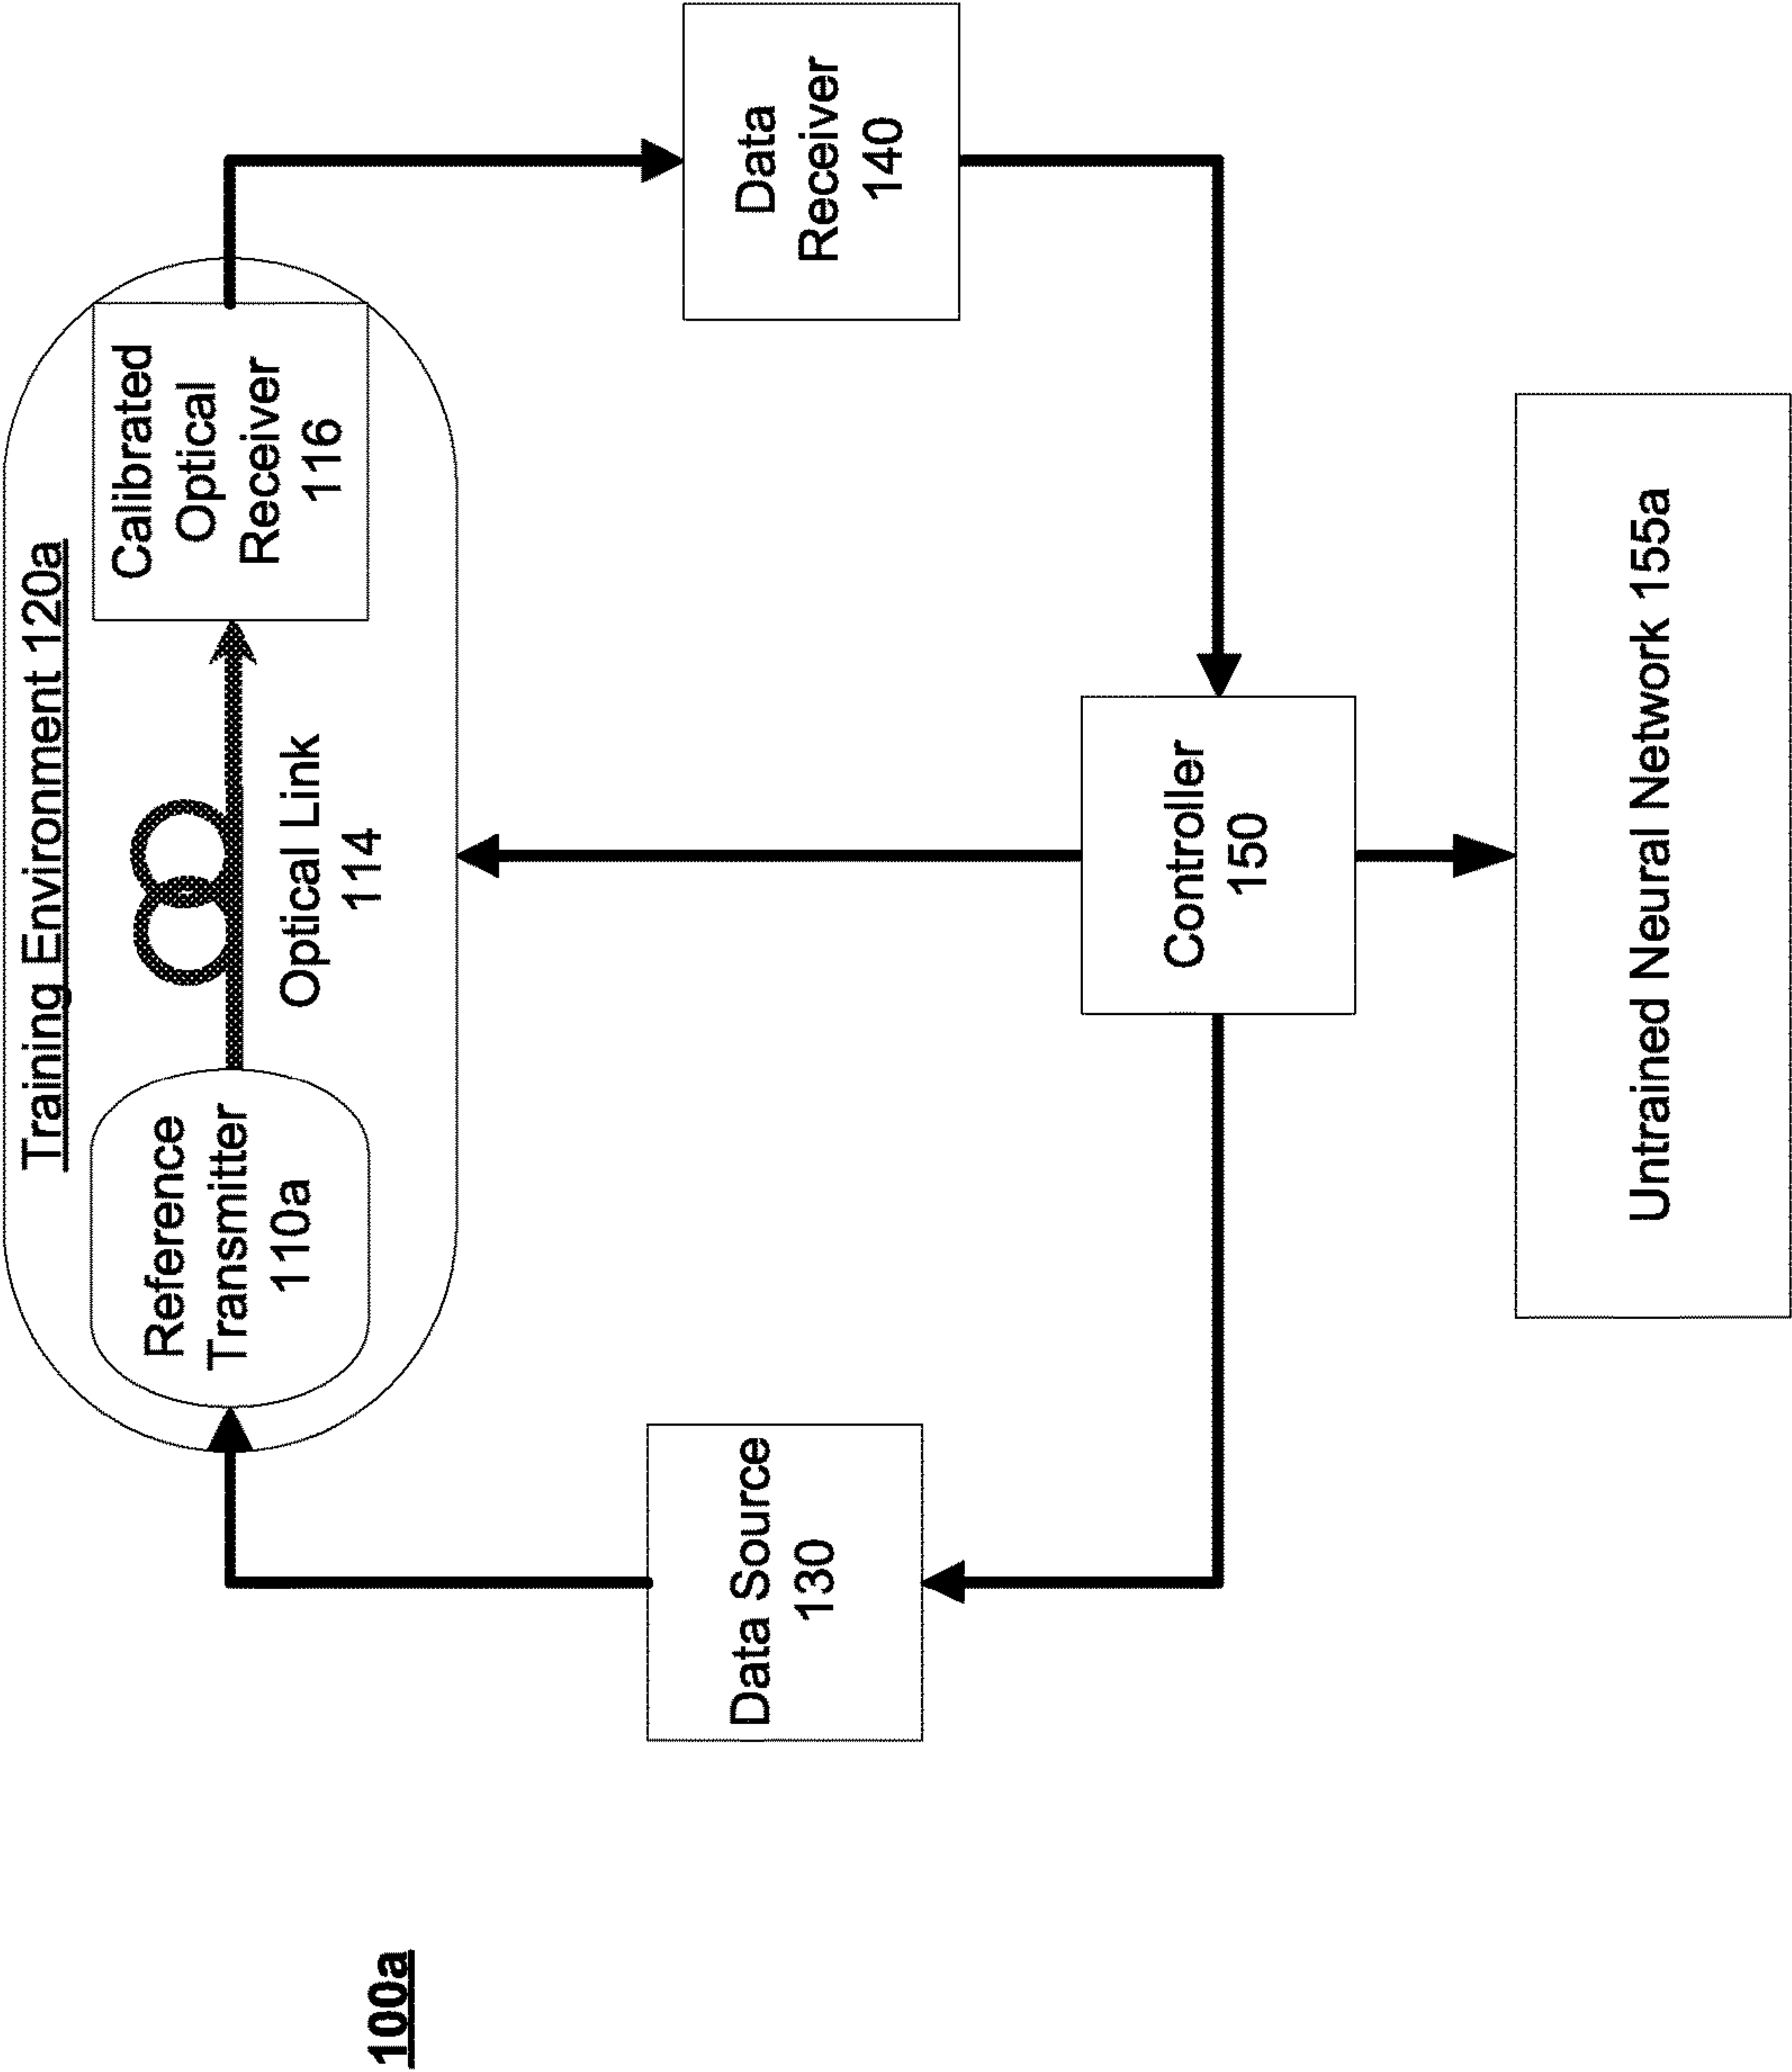 100a
Training Environment 120a
Reference
Transmitter
110a
Optical Link
114
Calibrated
Optical
Receiver
116
Data Source
130
Data
Receiver
140
Controller
150
Untrained Neural Network 155a